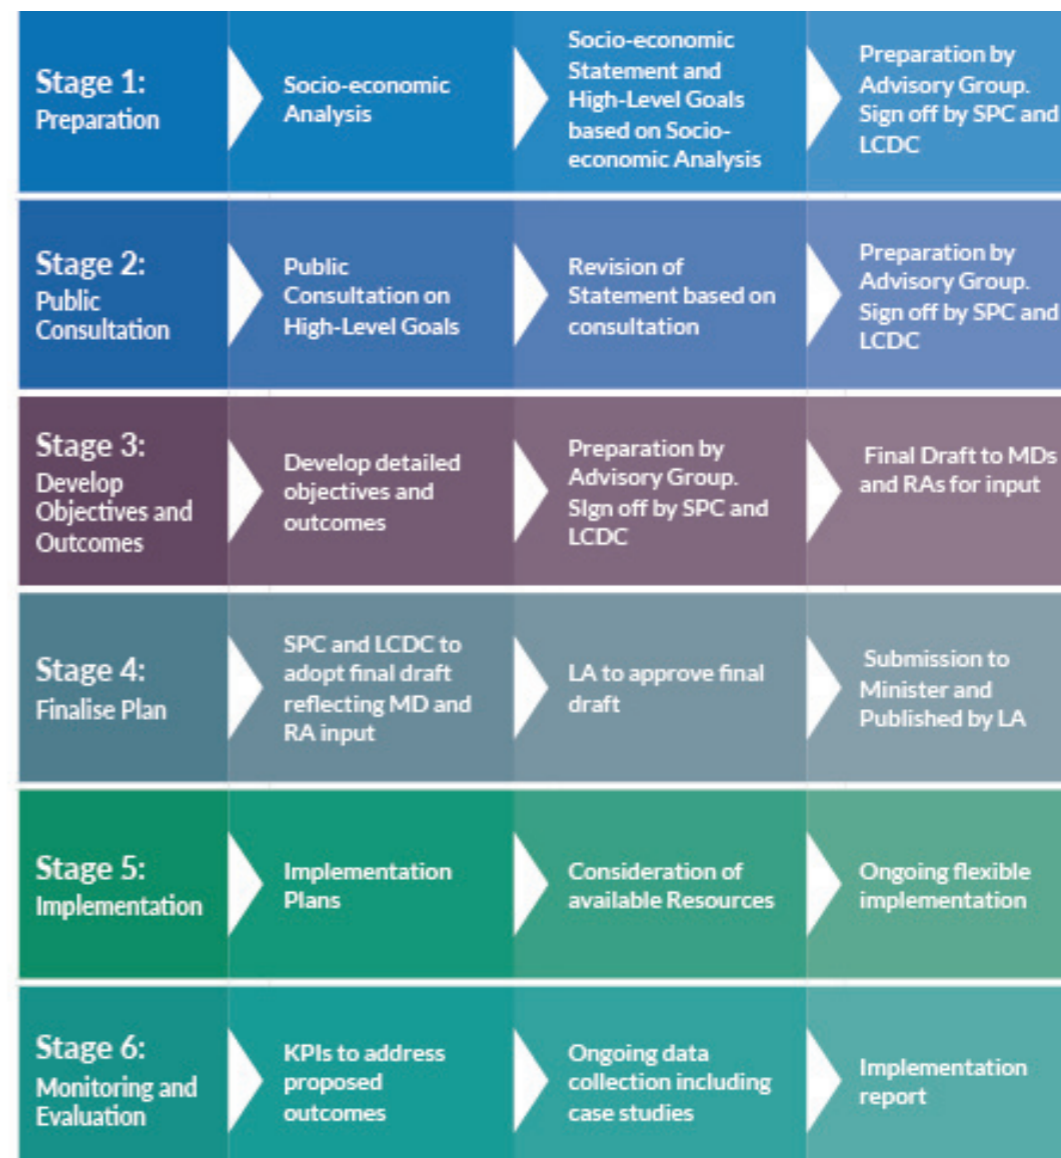 Stage 1:
Preparation
Socio-economic
Analysis
Socio-economic
Statement and
High-Level Goals
based on Socio-
economic Analysis
Preparation by
Advisory Group.
Sign off by SPC and
LCDC
Stage 2:
Public
Consultation
Public
Consultation on
High-Level Goals
Revision of
Statement based on
consultation
Preparation by
Advisory Group.
Sign off by SPC and
LCDC
Stage 3:
Develop
Objectives and
Outcomes
Develop detailed
objectives and
outcomes
Preparation by
Advisory Group.
SIgn off by SPC and
LCDC
Final Draft to MDs
and RAs for input
Stage 4:
Finalise Plan
SPC and LCDC to
adopt final draft
reflecting MD and
RA input
LA to approve final
draft
Submission to
Minister and
Published by LA
Stage 5:
Implementation
Implementation
Plans
Consideration of
available Resources
Ongoing flexible
implementation
Stage 6:
Monitoring and
Evaluation
KPIs to address
proposed
outcomes
Ongoing data
collection including
case studies
Implementation
report